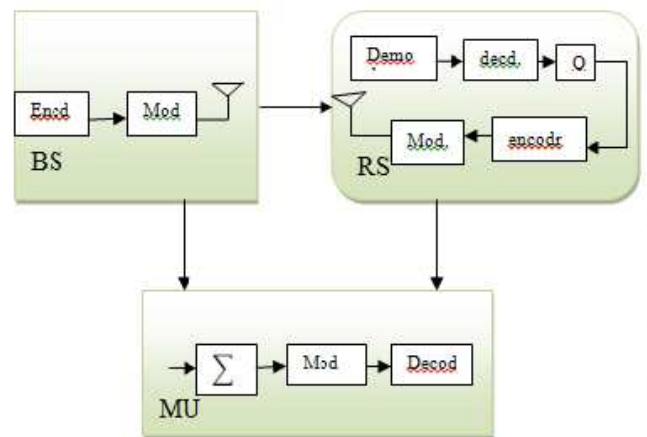 Encd
Mod
BS
Demo
decd.
Q
Mod.
encodr
RS
∑
Mod
Decod
MU